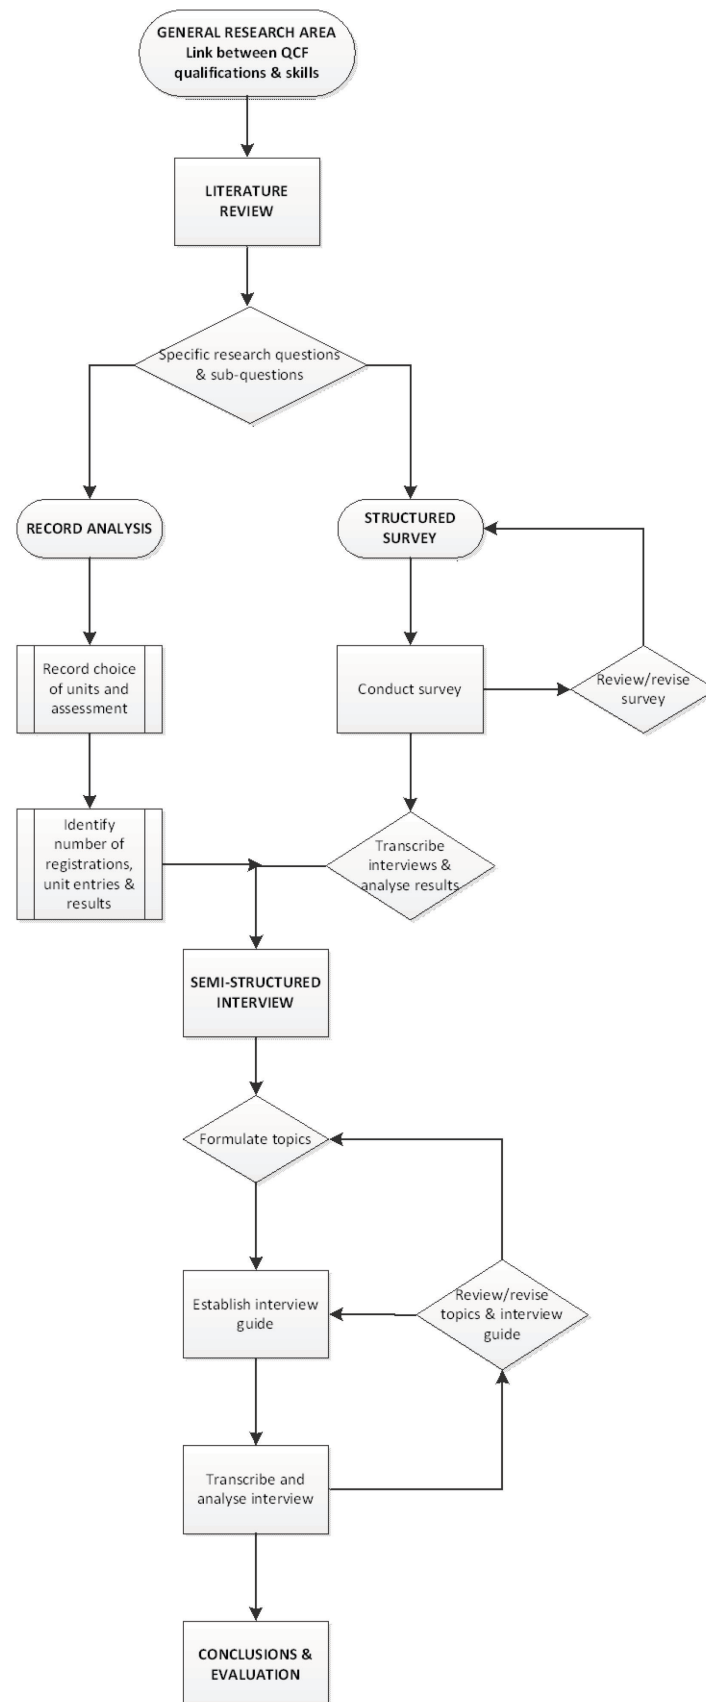 GENERAL RESEARCH AREA
Link between QCF
qualifications & skills
LITERATURE
REVIEW
Specific research questions
& sub-questions
RECORD ANALYSIS
STRUCTURED
SURVEY
Record choice
of units and
assessment
Conduct survey
Review/revise
survey
Identify
number of
registrations,
unit entries &
results
Transcribe
interviews &
analyse results
SEMI-STRUCTURED
INTERVIEW
Formulate topics
Establish interview
guide
Review/revise
topics & interview
guide
Transcribe and
analyse interview
CONCLUSIONS &
EVALUATION